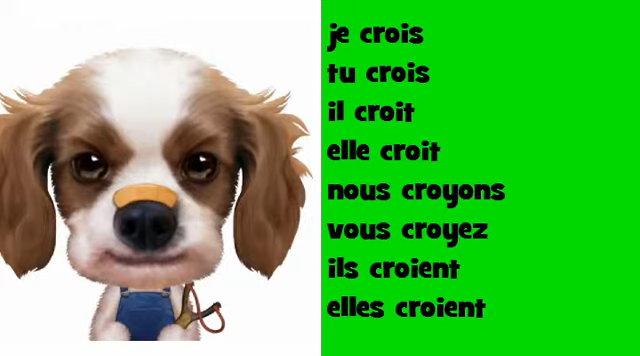 je crois
tu crois
il croit
elle croit
nous croyons
vous croyez
ils croient
elles croient